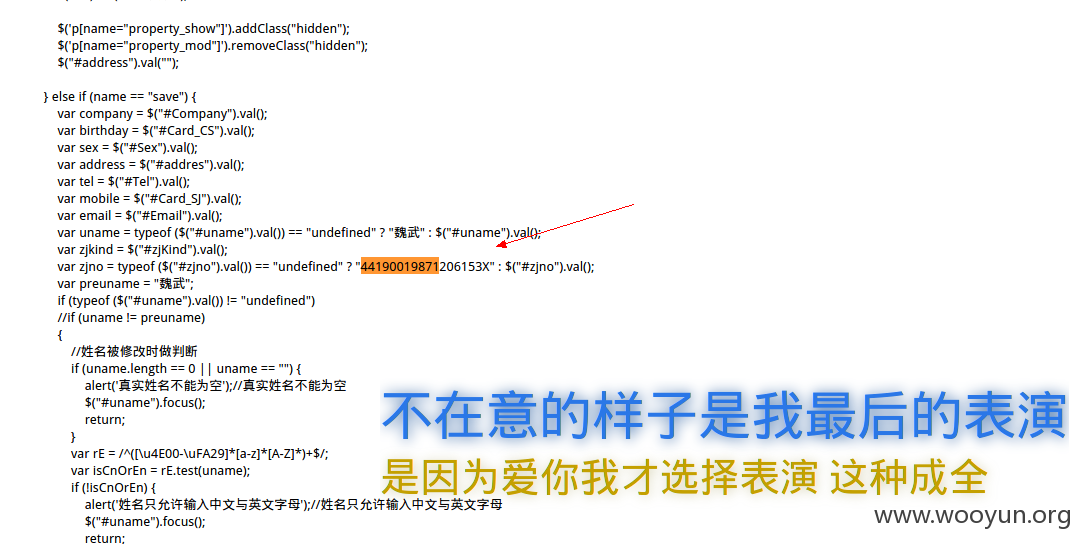 $('p[name="property_show"]').addClass("hidden");
$('p[name="property_mod"]').removeClass("hidden");
$("#address").val("");
} else if (name == "save") {
var company = $("#Company").val();
var birthday = $("#Card_CS").val();
var sex = $("#Sex").val();
var address = $("#addres").val();
var tel = $("#Tel").val();
var mobile = $("#Card_SJ").val();
var email = $("#Email").val();
var uname = typeof ($("#uname").val()) == "undefined" ? "魏武" : $("#uname").val();
var zjkind = $("#zjKind").val();
var zjno = typeof ($("#zjno").val()) == "undefined" ? "44190019871206153X" : $("#zjno").val();
var preuname = "魏武";
if (typeof ($("#uname").val()) != "undefined")
//if (uname != preuname)
{
//姓名被修改时做判断
if (uname.length == 0 || uname == "") {
alert('真实姓名不能为空');//真实姓名不能为空
$("#uname").focus();
return;
}
var rE = /^([\u4E00-\uFA29]*[a-z]*[A-Z]*)+$/;
var isCnOrEn = rE.test(uname);
if (!isCnOrEn) {
alert('姓名只允许输入中文与英文字母');//姓名只允许输入中文与英文字母
$("#uname").focus();
return;
不在意的样子是我最后的表演
是因为爱你我才选择表演 这种成全
www.wooyun.org